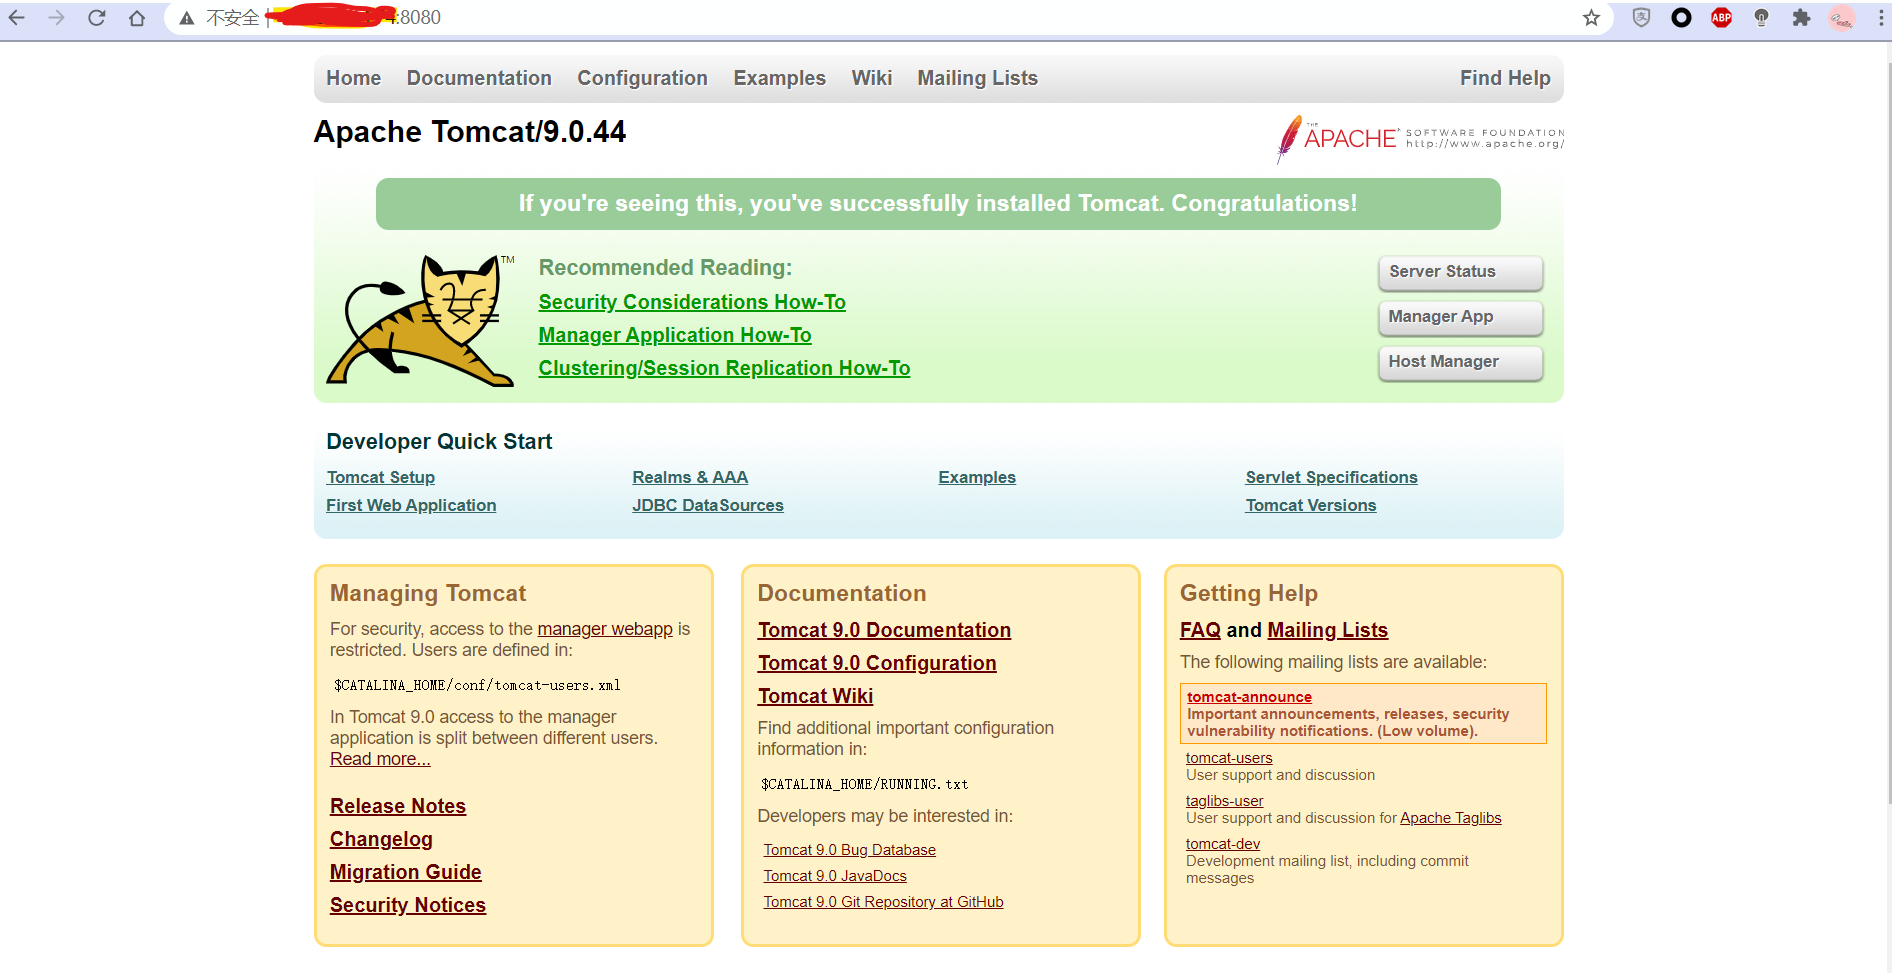 不安全 | 4:8080
Home Documentation Configuration Examples Wiki Mailing Lists Find Help
Apache Tomcat/9.0.44
THE APACHE SOFTWARE FOUNDATION
http://www.apache.org/
If you're seeing this, you've successfully installed Tomcat. Congratulations!
TM
Recommended Reading:
Security Considerations How-To
Manager Application How-To
Clustering/Session Replication How-To
Server Status
Manager App
Host Manager
Developer Quick Start
Tomcat Setup
First Web Application
Realms & AAA
JDBC DataSources
Examples
Servlet Specifications
Tomcat Versions
Managing Tomcat
For security, access to the manager webapp is
restricted. Users are defined in:
$CATALINA_HOME/conf/tomcat-users.xml
In Tomcat 9.0 access to the manager
application is split between different users.
Read more...
Release Notes
Changelog
Migration Guide
Security Notices
Documentation
Tomcat 9.0 Documentation
Tomcat 9.0 Configuration
Tomcat Wiki
Find additional important configuration
information in:
$CATALINA_HOME/RUNNING.txt
Developers may be interested in:
Tomcat 9.0 Bug Database
Tomcat 9.0 JavaDocs
Tomcat 9.0 Git Repository at GitHub
Getting Help
FAQ and Mailing Lists
The following mailing lists are available:
tomcat-announce
Important announcements, releases, security
vulnerability notifications. (Low volume).
tomcat-users
User support and discussion
taglibs-user
User support and discussion for Apache Taglibs
tomcat-dev
Development mailing list, including commit
messages
ABP